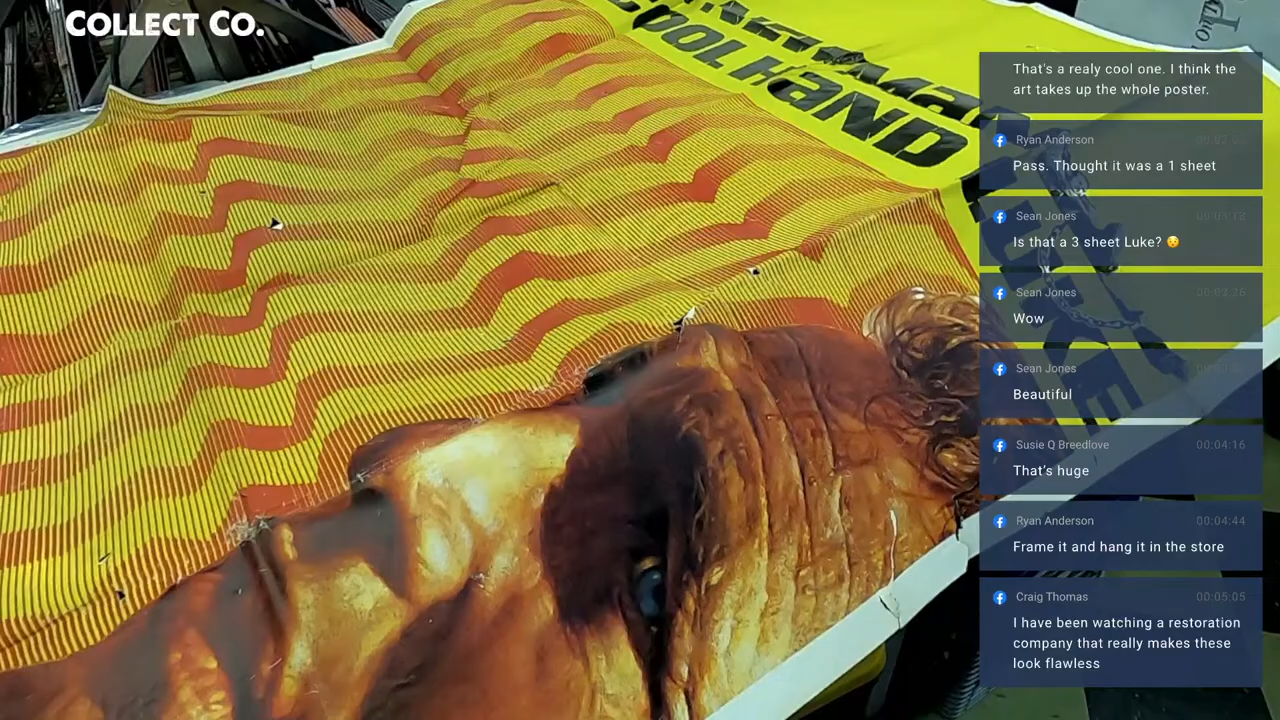 COLLECT CO.
COOL HAND
LUKE
That's a realy cool one. I think the
art takes up the whole poster.
Ryan Anderson
Pass. Thought it was a 1 sheet
Sean Jones
Is that a 3 sheet Luke? 😟
Sean Jones
Wow
Sean Jones
Beautiful
Susie Q Breedlove 00:04:16
That's huge
Ryan Anderson 00:04:44
Frame it and hang it in the store
Craig Thomas 00:05:05
I have been watching a restoration
company that really makes these
look flawless